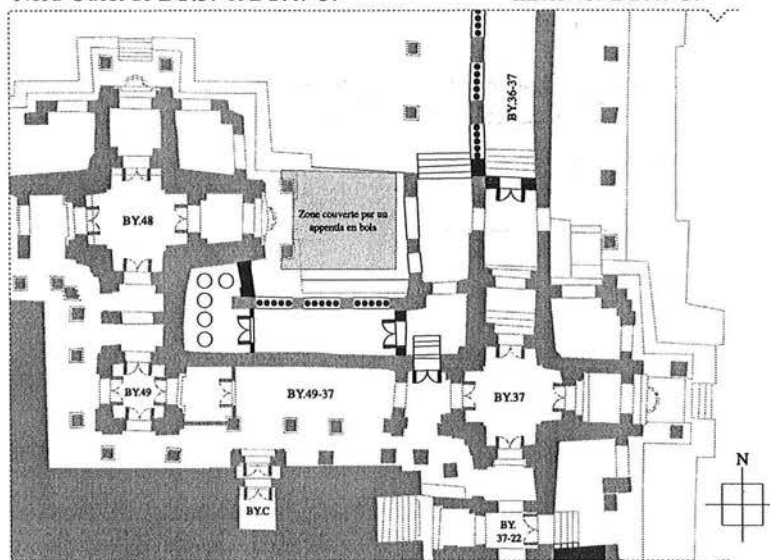 BY.36-37
BY.48
Zone couverte par un
appentis en bois
BY.49
BY.49-37
BY.37
N
BY.C
BY.
37-22